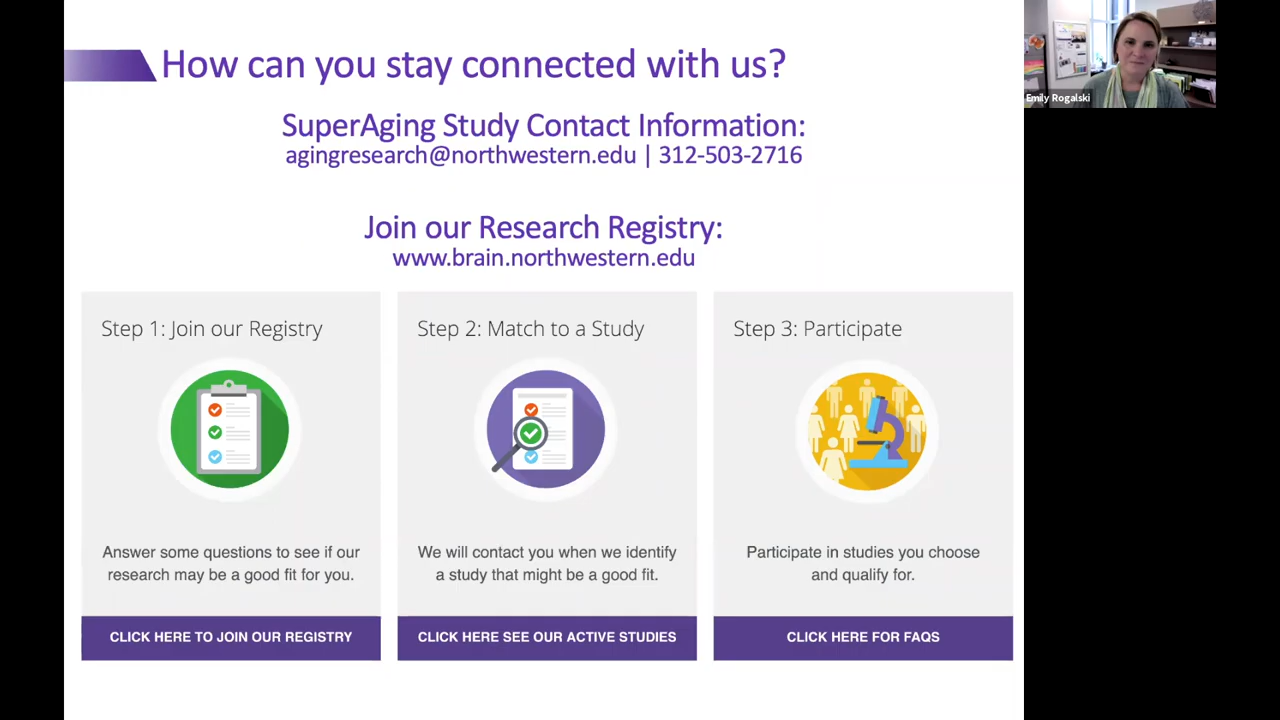 How can you stay connected with us?
SuperAging Study Contact Information:
agingresearch@northwestern.edu | 312-503-2716
Join our Research Registry:
www.brain.northwestern.edu
Step 1: Join our Registry
Answer some questions to see if our
research may be a good fit for you.
CLICK HERE TO JOIN OUR REGISTRY
Step 2: Match to a Study
We will contact you when we identify
a study that might be a good fit.
CLICK HERE SEE OUR ACTIVE STUDIES
Step 3: Participate
Participate in studies you choose
and qualify for.
CLICK HERE FOR FAQS
Emily Rogalski